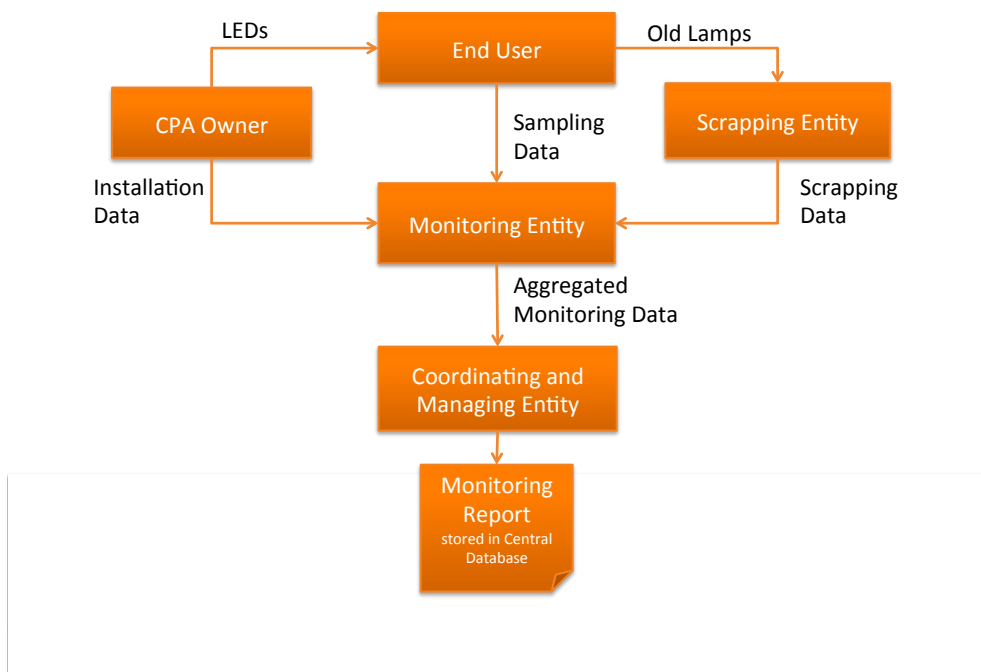 LEDs
End User
Old Lamps
CPA Owner
Sampling
Data
Scrapping Entity
Installation
Data
Monitoring Entity
Scrapping
Data
Aggregated
Monitoring Data
Coordinating and
Managing Entity
Monitoring
Report
stored in Central
Database